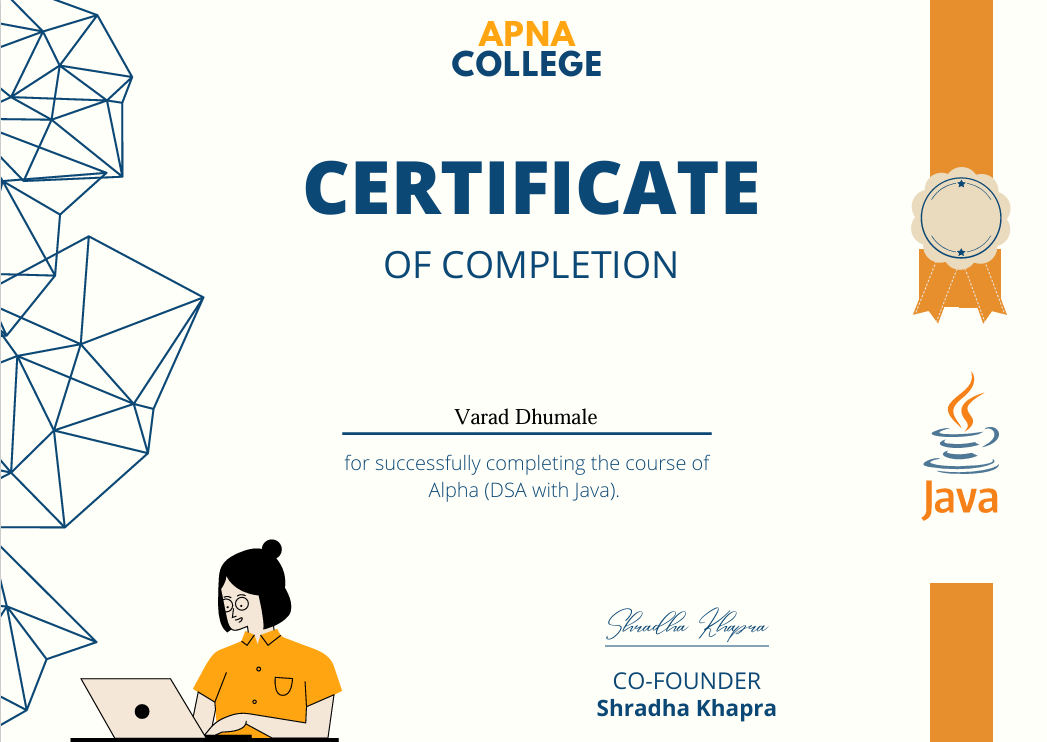 APNA
COLLEGE
CERTIFICATE
OF COMPLETION
Varad Dhumale
for successfully completing the course of
Alpha (DSA with Java).
Java
Shradha Khapra
CO-FOUNDER
Shradha Khapra